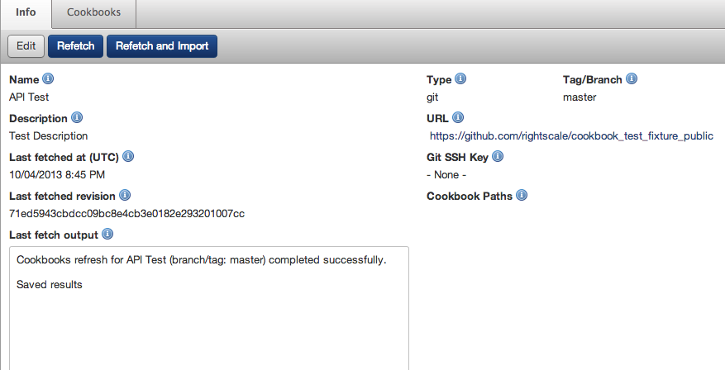 Info Cookbooks
Edit Refetch Refetch and Import
Name Type Tag/Branch
API Test git master
Description URL
Test Description https://github.com/rightscale/cookbook_test_fixture_public
Last fetched at (UTC) Git SSH Key
10/04/2013 8:45 PM - None -
Last fetched revision Cookbook Paths
71ed5943cbdcc09bc8e4cb3e0182e293201007cc
Last fetch output
Cookbooks refresh for API Test (branch/tag: master) completed successfully.
Saved results